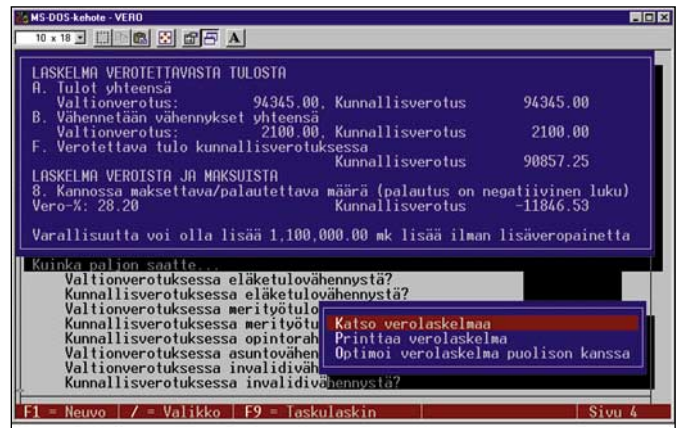 MS-DOS-kehote - VERO
10 x 18
A
LASKELMA VEROTETTAVASTA TULOSTA
A. Tulot yhteensä
Valtionverotus: 94345.00, Kunnallisverotus 94345.00
B. Vähennetään vähennykset yhteensä
Valtionverotus: 2100.00, Kunnallisverotus 2100.00
F. Verotettava tulo kunnallisverotuksessa
Kunnallisverotus 90857.25
LASKELMA VEROISTA JA MAKSUISTA
8. Kannossa maksettava/palautettava määrä (palautus on negatiivinen luku)
Vero-%: 28.20 Kunnallisverotus -11846.53
Varallisuutta voi olla lisää 1,100,000.00 mk lisää ilman lisäveropainetta
Kuinka paljon saatte...
Valtionverotuksessa eläketulovähennystä?
Kunnallisverotuksessa eläketulovähennystä?
Valtionverotuksessa merityötulo
Kunnallisverotuksessa merityötu
Kunnallisverotuksessa opintorah
Valtionverotuksessa asuntovähen
Valtionverotuksessa invalidiväh
Kunnallisverotuksessa invalidivähennystä?
Katso verolaskelmaa
Printtaa verolaskelma
Optimoi verolaskelma puolison kanssa
F1 = Neuvo | / = Valikko | F9 = Taskulaskin | Sivu 4